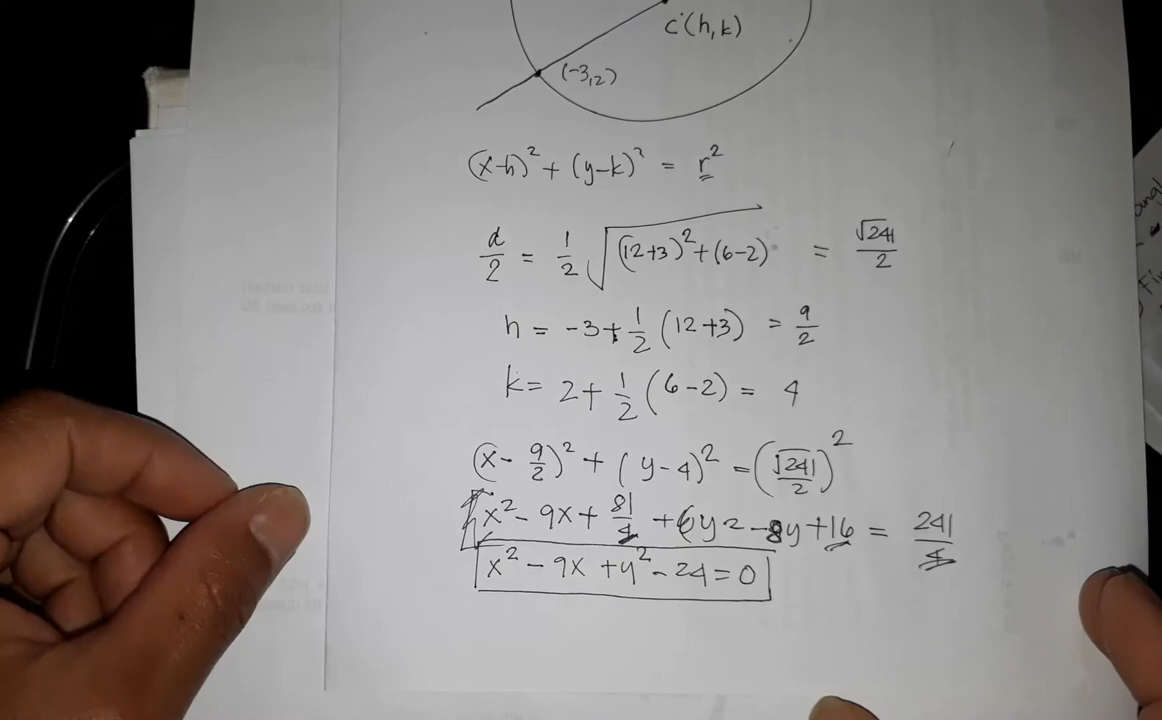 C (h, k)
(-3,2)
(x-h)² + (y-k)² = r²
d/2 = 1/2 √(12+3)² + (6-2) = √241/2
h = -3 + 1/2 (12+3) = 9/2
k = 2 + 1/2 (6-2) = 4
(x - 9/2)² + (y-4)² = (√241/2)²
x² - 9x + 81/4 + y² - 8y + 16 = 241/4
x² - 9x + y² - 24 = 0